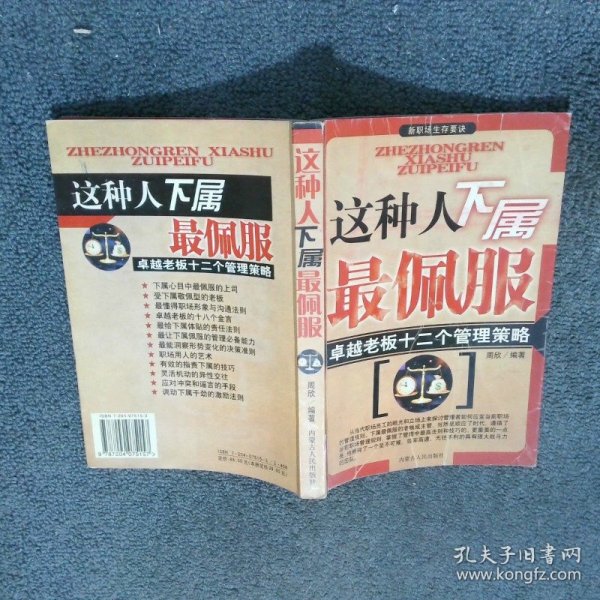 ZHEZHONGREN XIASHU
ZUIPEIFU
这种人下属
最佩服
卓越老板十二个管理策略
★ 下属心目中最佩服的上司
★ 受下属敬佩型的老板
★ 最懂得职场形象与沟通法则
★ 卓越老板的十八个金言
★ 最恰下属体贴的责任法则
★ 最让下属佩服的管理必备能力
★ 最能洞察形势变化的决策准则
★ 职场用人的艺术
★ 有效的指责下属的技巧
★ 灵活机动的异性交往
★ 应对冲突和谣言的手段
★ 调动下属干劲的激励法则
这种人下属最佩服
周欣/编著
内蒙古人民出版社
新职场生存要诀
ZHEZHONGREN XIASHU
ZUIPEIFU
这种人下属
最佩服
卓越老板十二个管理策略
周欣/编著
内蒙古人民出版社
孔夫子旧书网
www.kongfz.com